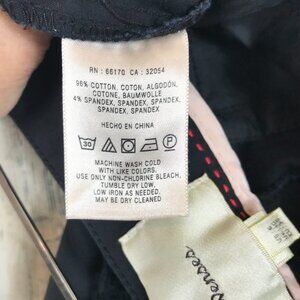 RN : 66170 CA : 32054
96% COTTON, COTON, ALGODÓN,
COTONE, BAUMWOLLE
4% SPANDEX, SPANDEX, SPANDEX,
SPANDEX, SPANDEX
HECHO EN CHINA
30
MACHINE WASH COLD
WITH LIKE COLORS.
USE ONLY NON-CHLORINE BLEACH.
TUMBLE DRY LOW.
LOW IRON AS NEEDED.
MAY BE DRY CLEANED.